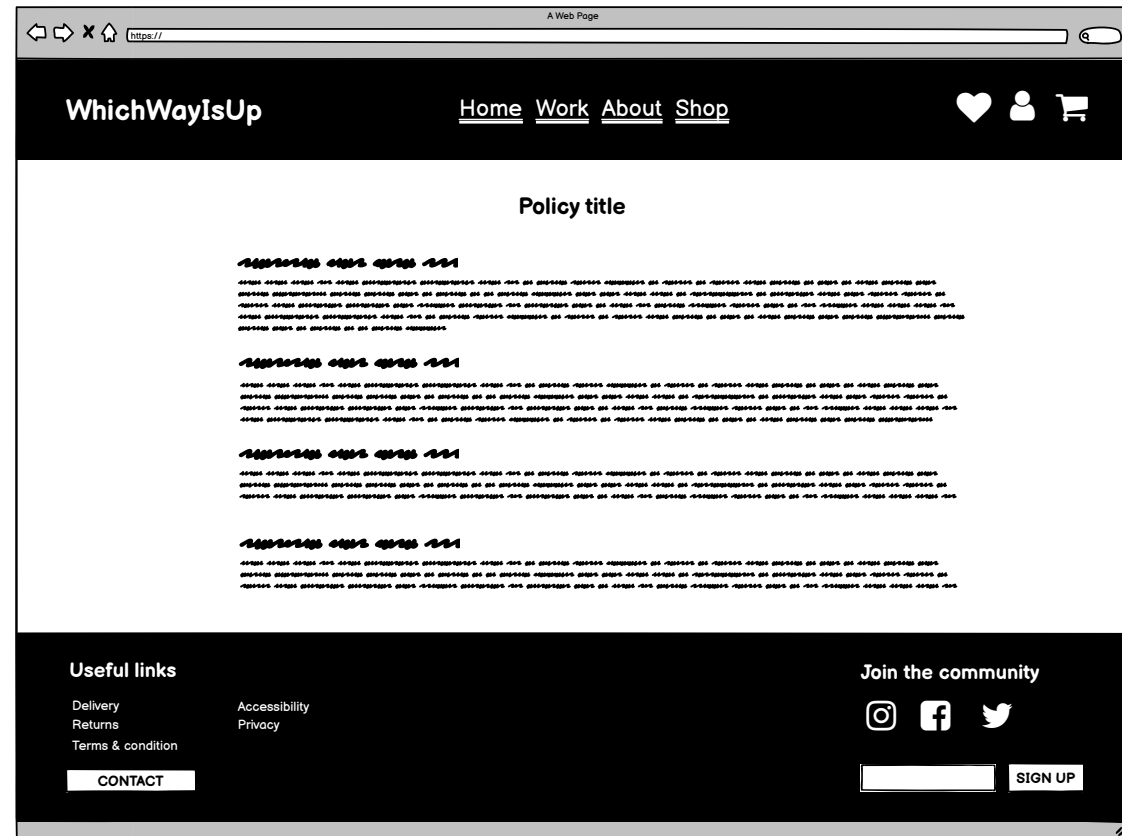 A Web Page
https://
WhichWayIsUp
Home Work About Shop
Policy title
Useful links
Delivery
Returns
Terms & condition
CONTACT
Accessibility
Privacy
Join the community
SIGN UP